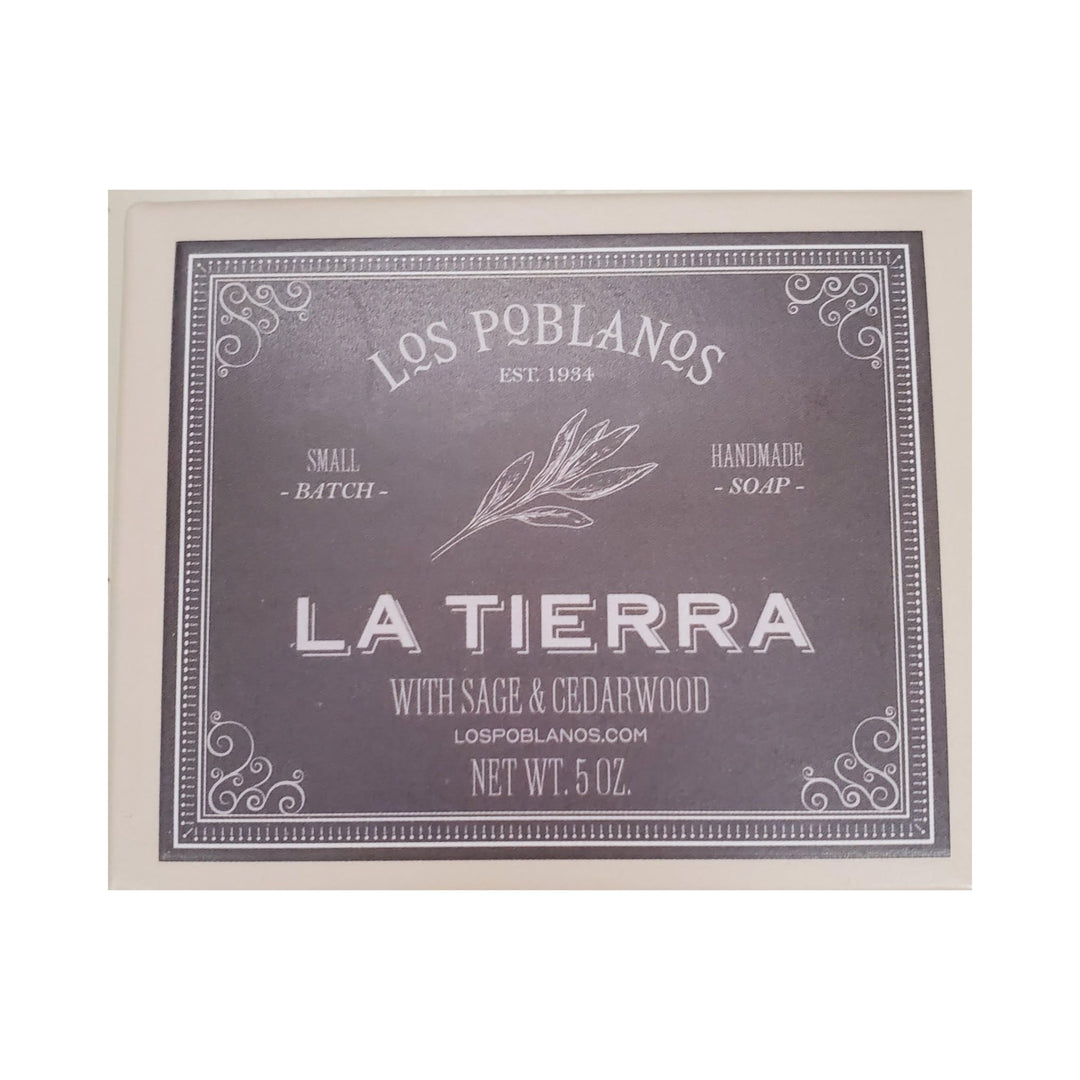 LOS POBLANOS
EST. 1934
SMALL
- BATCH -
HANDMADE
- SOAP -
LA TIERRA
WITH SAGE & CEDARWOOD
LOSPOBLANOS.COM
NET WT. 5 OZ.